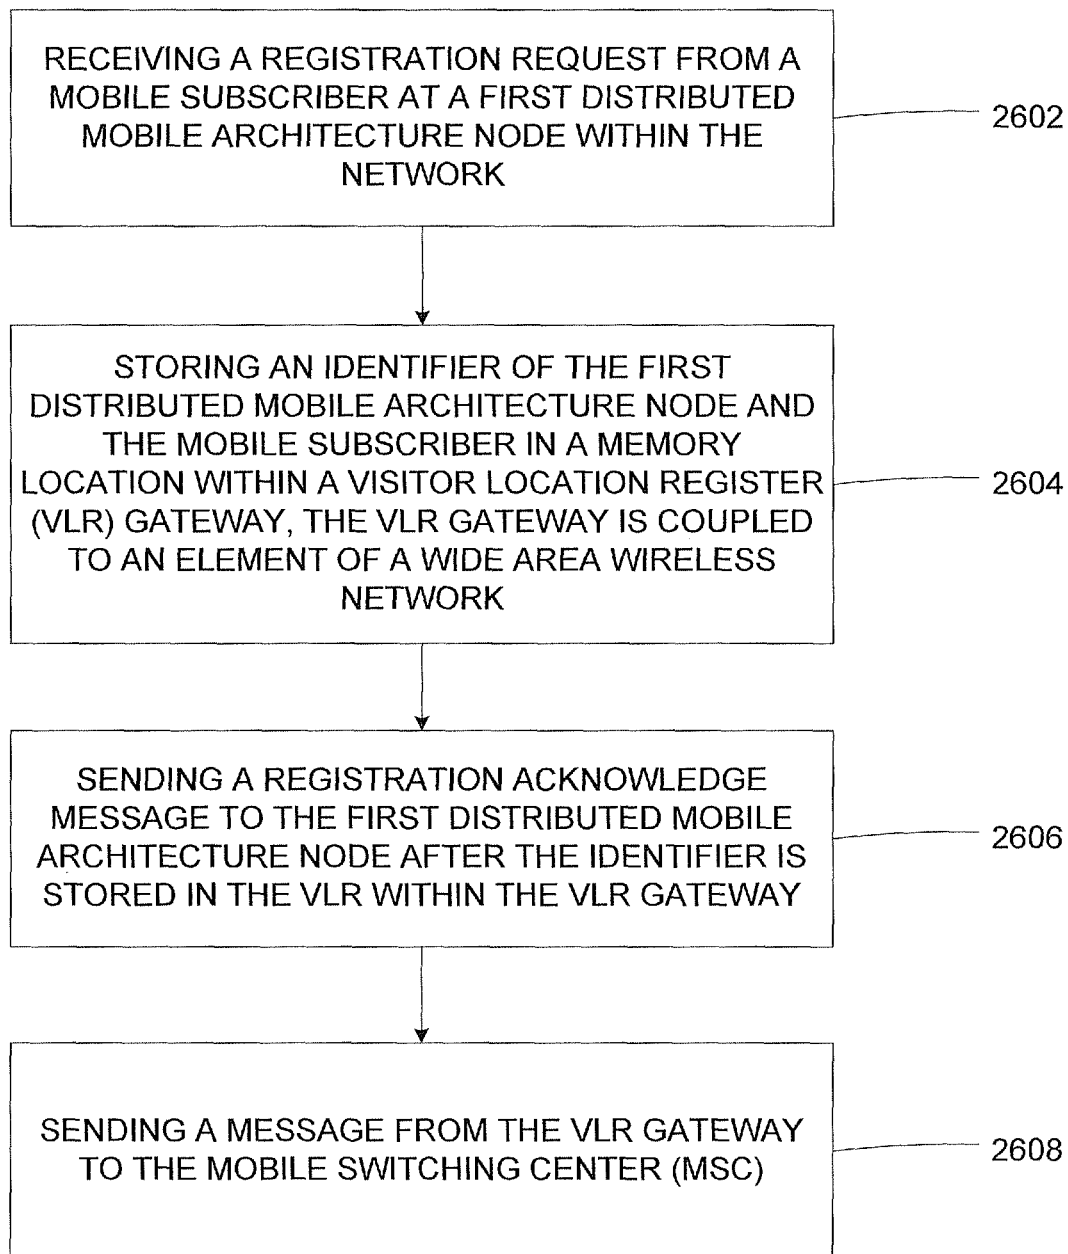 RECEIVING A REGISTRATION REQUEST FROM A
MOBILE SUBSCRIBER AT A FIRST DISTRIBUTED
MOBILE ARCHITECTURE NODE WITHIN THE
NETWORK
2602
STORING AN IDENTIFIER OF THE FIRST
DISTRIBUTED MOBILE ARCHITECTURE NODE AND
THE MOBILE SUBSCRIBER IN A MEMORY
LOCATION WITHIN A VISITOR LOCATION REGISTER
(VLR) GATEWAY, THE VLR GATEWAY IS COUPLED
TO AN ELEMENT OF A WIDE AREA WIRELESS
NETWORK
2604
SENDING A REGISTRATION ACKNOWLEDGE
MESSAGE TO THE FIRST DISTRIBUTED MOBILE
ARCHITECTURE NODE AFTER THE IDENTIFIER IS
STORED IN THE VLR WITHIN THE VLR GATEWAY
2606
SENDING A MESSAGE FROM THE VLR GATEWAY
TO THE MOBILE SWITCHING CENTER (MSC)
2608